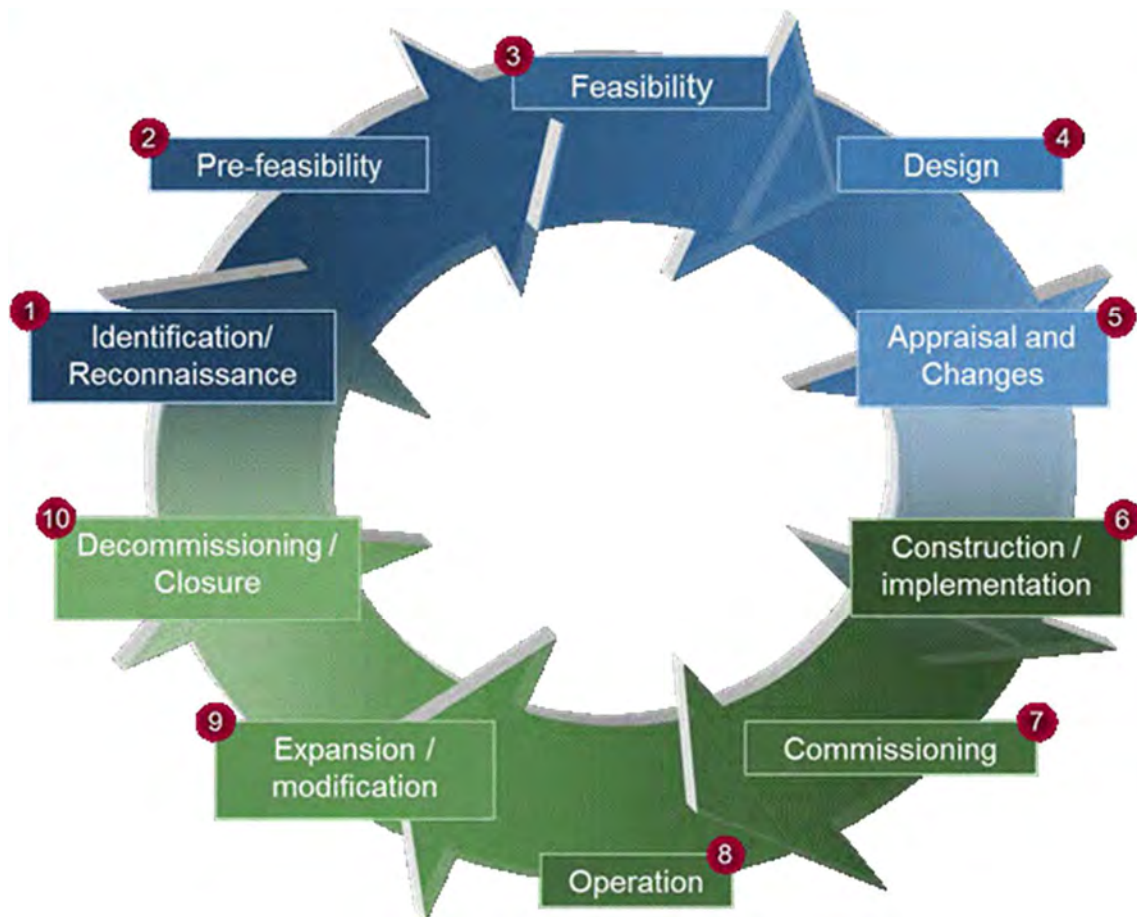 1
Identification/
Reconnaissance
2
Pre-feasibility
3
Feasibility
4
Design
5
Appraisal and
Changes
6
Construction /
implementation
7
Commissioning
8
Operation
9
Expansion /
modification
10
Decommissioning /
Closure